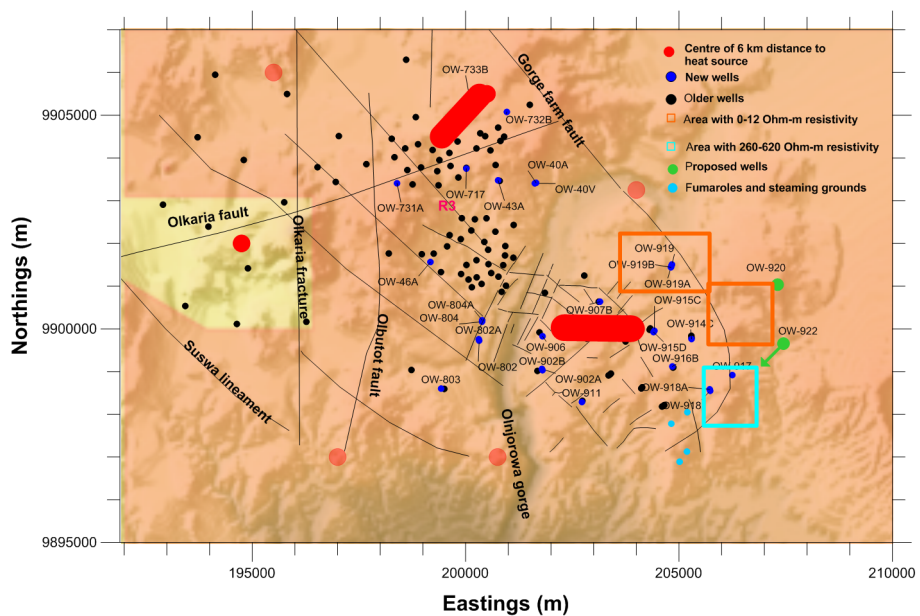 Centre of 6 km distance to
heat source
New wells
Older wells
Area with 0-12 Ohm-m resistivity
Area with 260-620 Ohm-m resistivity
Proposed wells
Fumaroles and steaming grounds
Gorge farm fault
OW-733B
OW-732B
OW-40A
OW-40V
OW-717
OW-43A
OW-731A
R3
Olkaria fault
Olkaria fracture
Olbutot fault
Suswa lineament
Olnjorowa gorge
OW-46A
OW-919
OW-919B
OW-919A
OW-920
OW-915C
OW-907B
OW-914C
OW-922
OW-804A
OW-804
OW-802A
OW-802
OW-803
OW-906
OW-902B
OW-902A
OW-911
OW-915D
OW-916B
OW-917
OW-918A
OW-918
9905000
9900000
9895000
Northings (m)
195000
200000
205000
210000
Eastings (m)